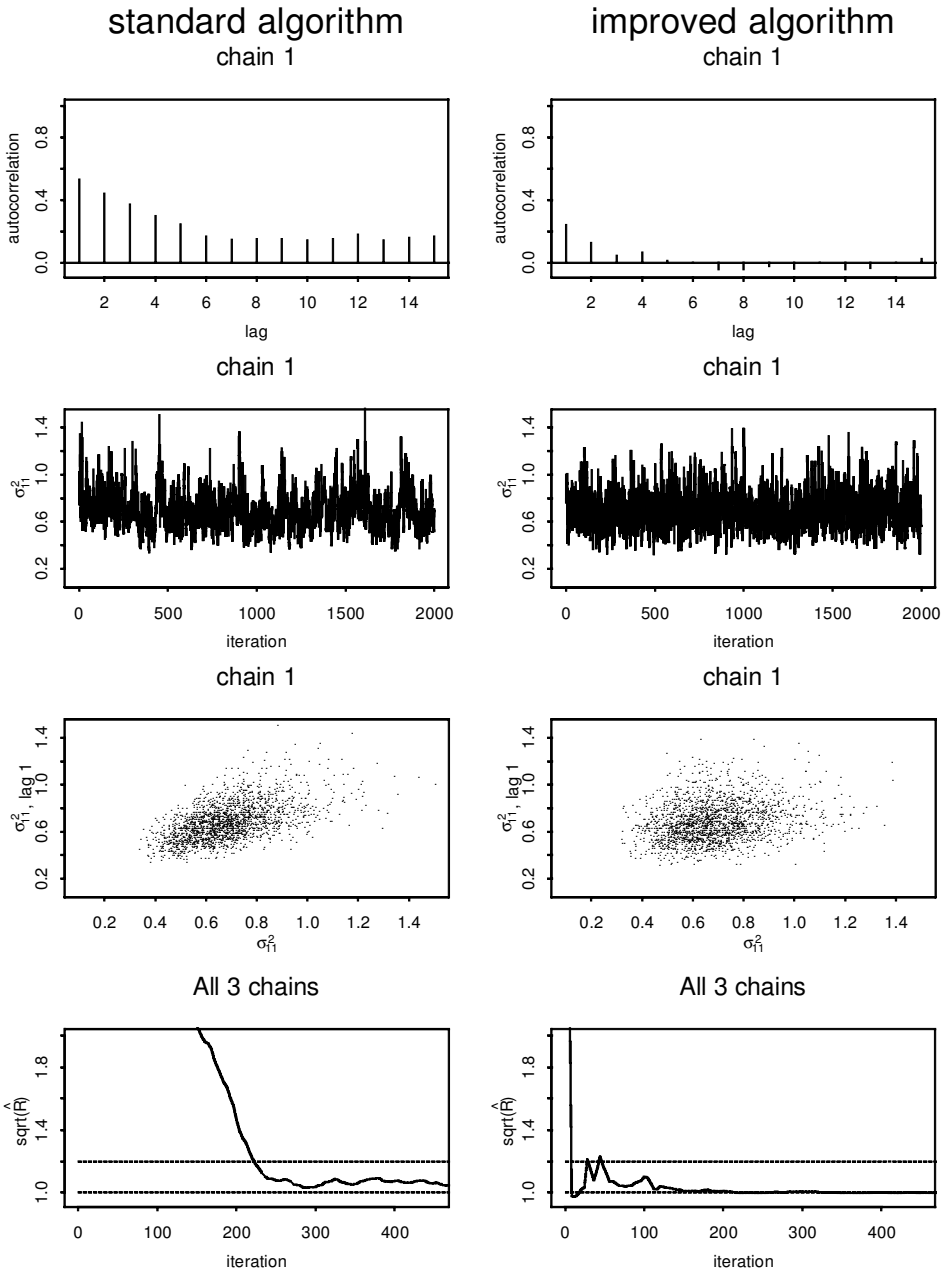 standard algorithm
chain 1
autocorrelation
0.0 0.4 0.8
2 4 6 8 10 12 14
lag
improved algorithm
chain 1
autocorrelation
0.0 0.4 0.8
2 4 6 8 10 12 14
lag
chain 1
σ²₁₁
0.2 0.6 1.0 1.4
0 500 1000 1500 2000
iteration
chain 1
σ²₁₁
0.2 0.6 1.0 1.4
0 500 1000 1500 2000
iteration
chain 1
σ²₁₁, lag 1
0.2 0.6 1.0 1.4
0.2 0.4 0.6 0.8 1.0 1.2 1.4
σ²₁₁
chain 1
σ²₁₁, lag 1
0.2 0.6 1.0 1.4
0.2 0.4 0.6 0.8 1.0 1.2 1.4
σ²₁₁
All 3 chains
sqrt(R̂)
1.0 1.4 1.8
0 100 200 300 400
iteration
All 3 chains
sqrt(R̂)
1.0 1.4 1.8
0 100 200 300 400
iteration